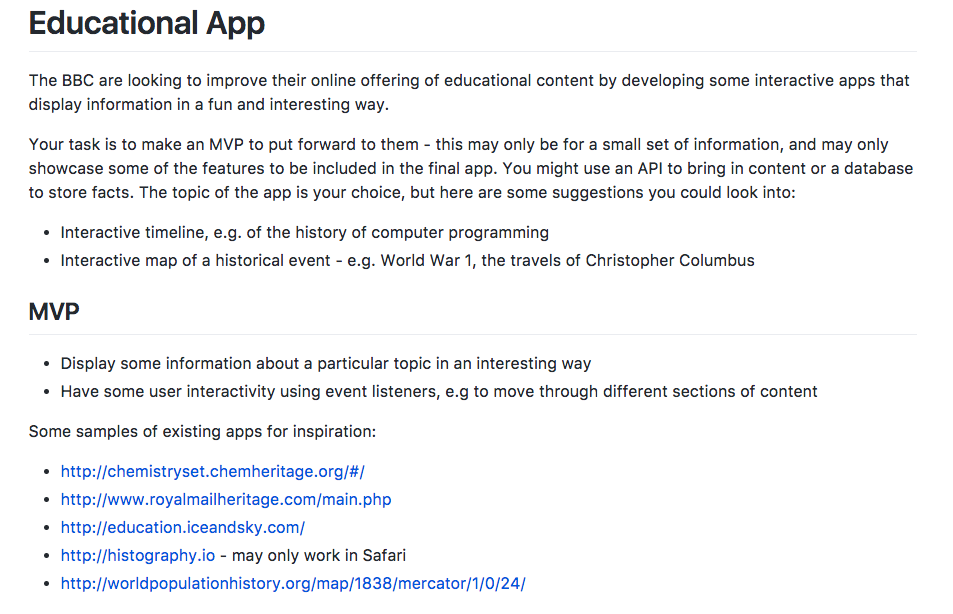 Educational App
The BBC are looking to improve their online offering of educational content by developing some interactive apps that
display information in a fun and interesting way.
Your task is to make an MVP to put forward to them - this may only be for a small set of information, and may only
showcase some of the features to be included in the final app. You might use an API to bring in content or a database
to store facts. The topic of the app is your choice, but here are some suggestions you could look into:
• Interactive timeline, e.g. of the history of computer programming
• Interactive map of a historical event - e.g. World War 1, the travels of Christopher Columbus
MVP
• Display some information about a particular topic in an interesting way
• Have some user interactivity using event listeners, e.g to move through different sections of content
Some samples of existing apps for inspiration:
• http://chemistryset.chemheritage.org/#/
• http://www.royalmailheritage.com/main.php
• http://education.iceandsky.com/
• http://histography.io - may only work in Safari
• http://worldpopulationhistory.org/map/1838/mercator/1/0/24/